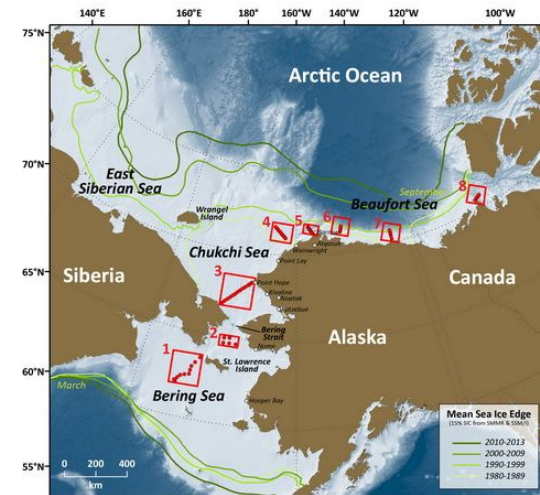 140°E
160°E
180°
160°W
140°W
120°W
100°W
75°N
70°N
65°N
60°N
55°N
Arctic Ocean
East
Siberian Sea
September
Beaufort Sea
8
Wrangel
Island
4
5
6
7
Wainwright
Atqasuk
Chukchi Sea
Point Lay
Siberia
3
Point Hope
Kivalina
Noatak
Kotzebue
Canada
Bering
Strait
Alaska
2
Nome
1
St. Lawrence
Island
March
Bering Sea
Hooper Bay
Mean Sea Ice Edge
(15% SIC from SMMR & SSM/I)
2010-2013
2000-2009
1990-1999
1980-1989
0 200 400
km